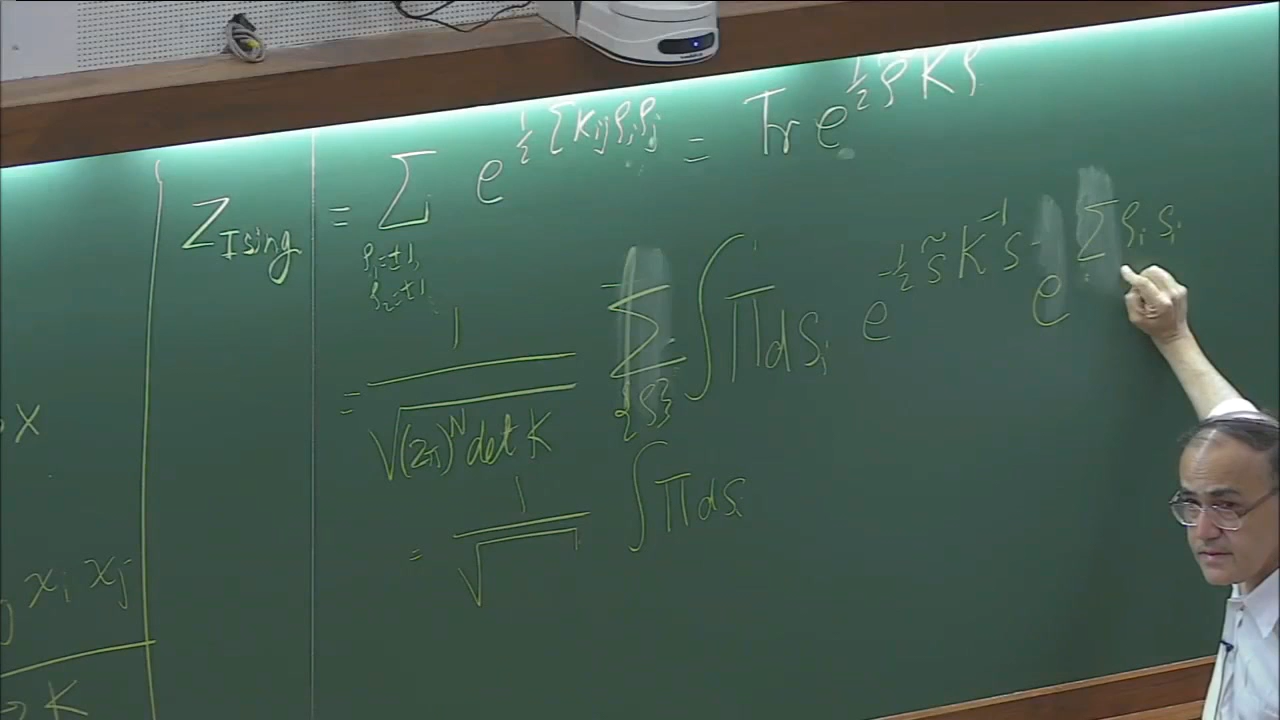 Z_Ising = Σ e^{½ Σ K_ij ρ_i ρ_j} = Tr e^{½ ρ̃ K ρ}
ρ_1=±1,
ρ_2=±1,
= 1/√((2π)^N det K) Σ_{ρ} ∫ Π dS_i e^{-½ S̃ K^{-1} S} e^{Σ ρ_i S_i}
= 1/√ ∫ Π dS_i
x
x_i x_j
K